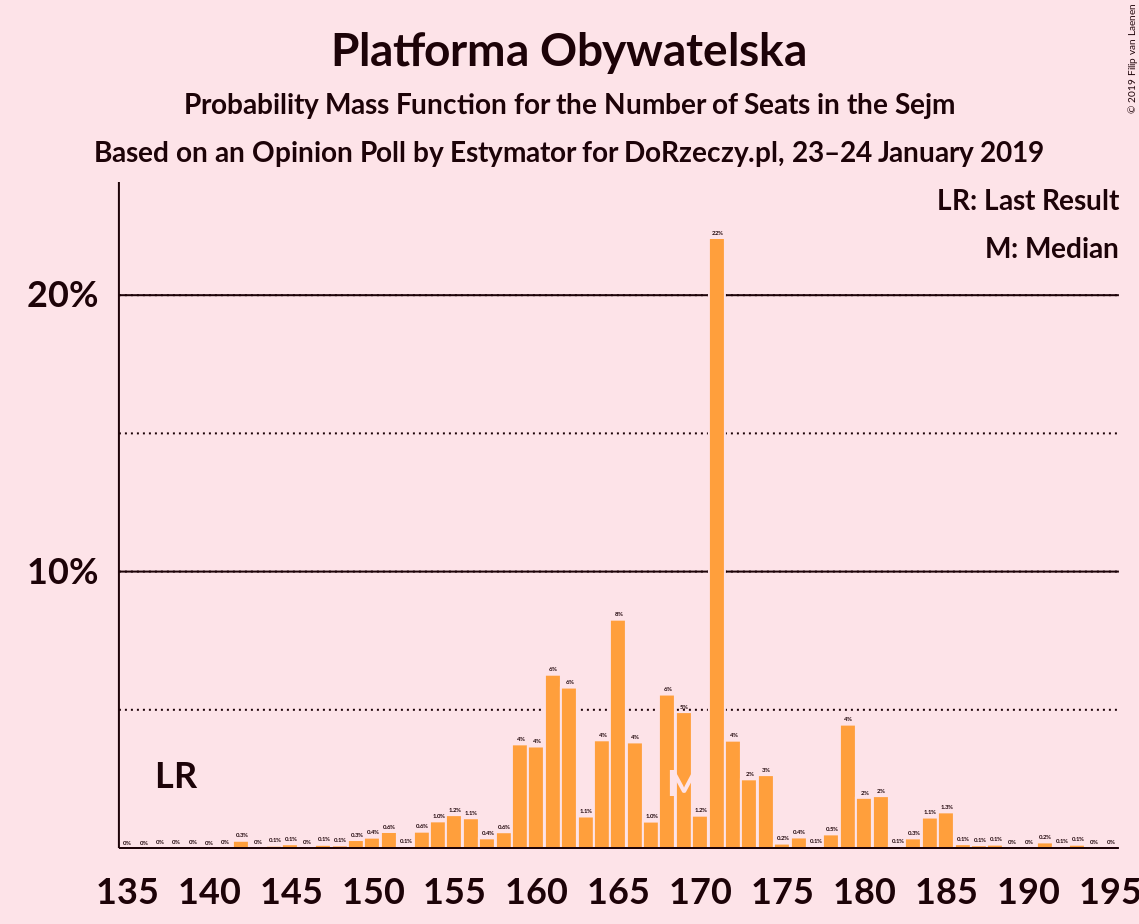 Platforma Obywatelska
Probability Mass Function for the Number of Seats in the Sejm
Based on an Opinion Poll by Estymator for DoRzeczy.pl, 23–24 January 2019
© 2019 Filip van Laenen
LR: Last Result
M: Median
20%
10%
22%
0% 0% 0% 0% 0% 0% 0% 0.3% 0% 0.1% 0.1% 0% 0.1% 0.1% 0.3% 0.4% 0.6% 0.1% 0.6% 1.0% 1.2% 1.1% 0.4% 0.6% 4% 4% 6% 6% 1.1% 4% 8% 4% 1.0% 6% 5% 1.2% 4% 2% 3% 0.2% 0.4% 0.1% 0.5% 4% 2% 2% 0.1% 0.3% 1.1% 1.3% 0.1% 0.1% 0.1% 0% 0% 0.2% 0.1% 0.1% 0% 0%
LR
M
135 140 145 150 155 160 165 170 175 180 185 190 195